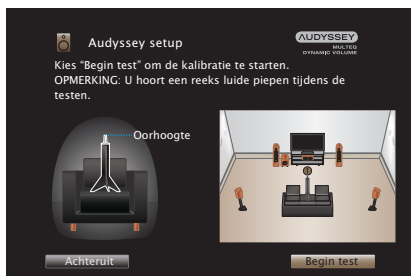 Audyssey setup
AUDYSSEY
MULTEQ
DYNAMIC VOLUME
Kies “Begin test” om de kalibratie te starten.
OPMERKING: U hoort een reeks luide piepen tijdens de
testen.
Oorhoogte
Achteruit
Begin test